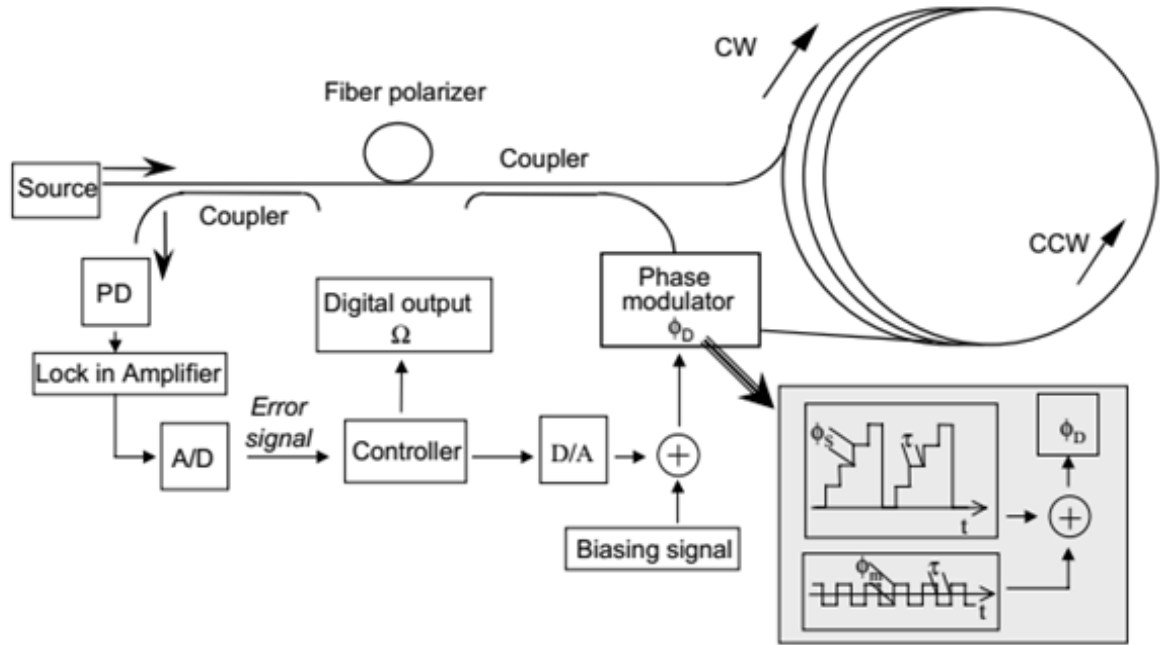 CW
Fiber polarizer
Coupler
Source
Coupler
CCW
PD
Phase
modulator
ϕD
Digital output
Ω
Lock in Amplifier
Error
signal
A/D
Controller
D/A
+
Biasing signal
ϕS
τ
t
ϕD
+
ϕm
τ
t